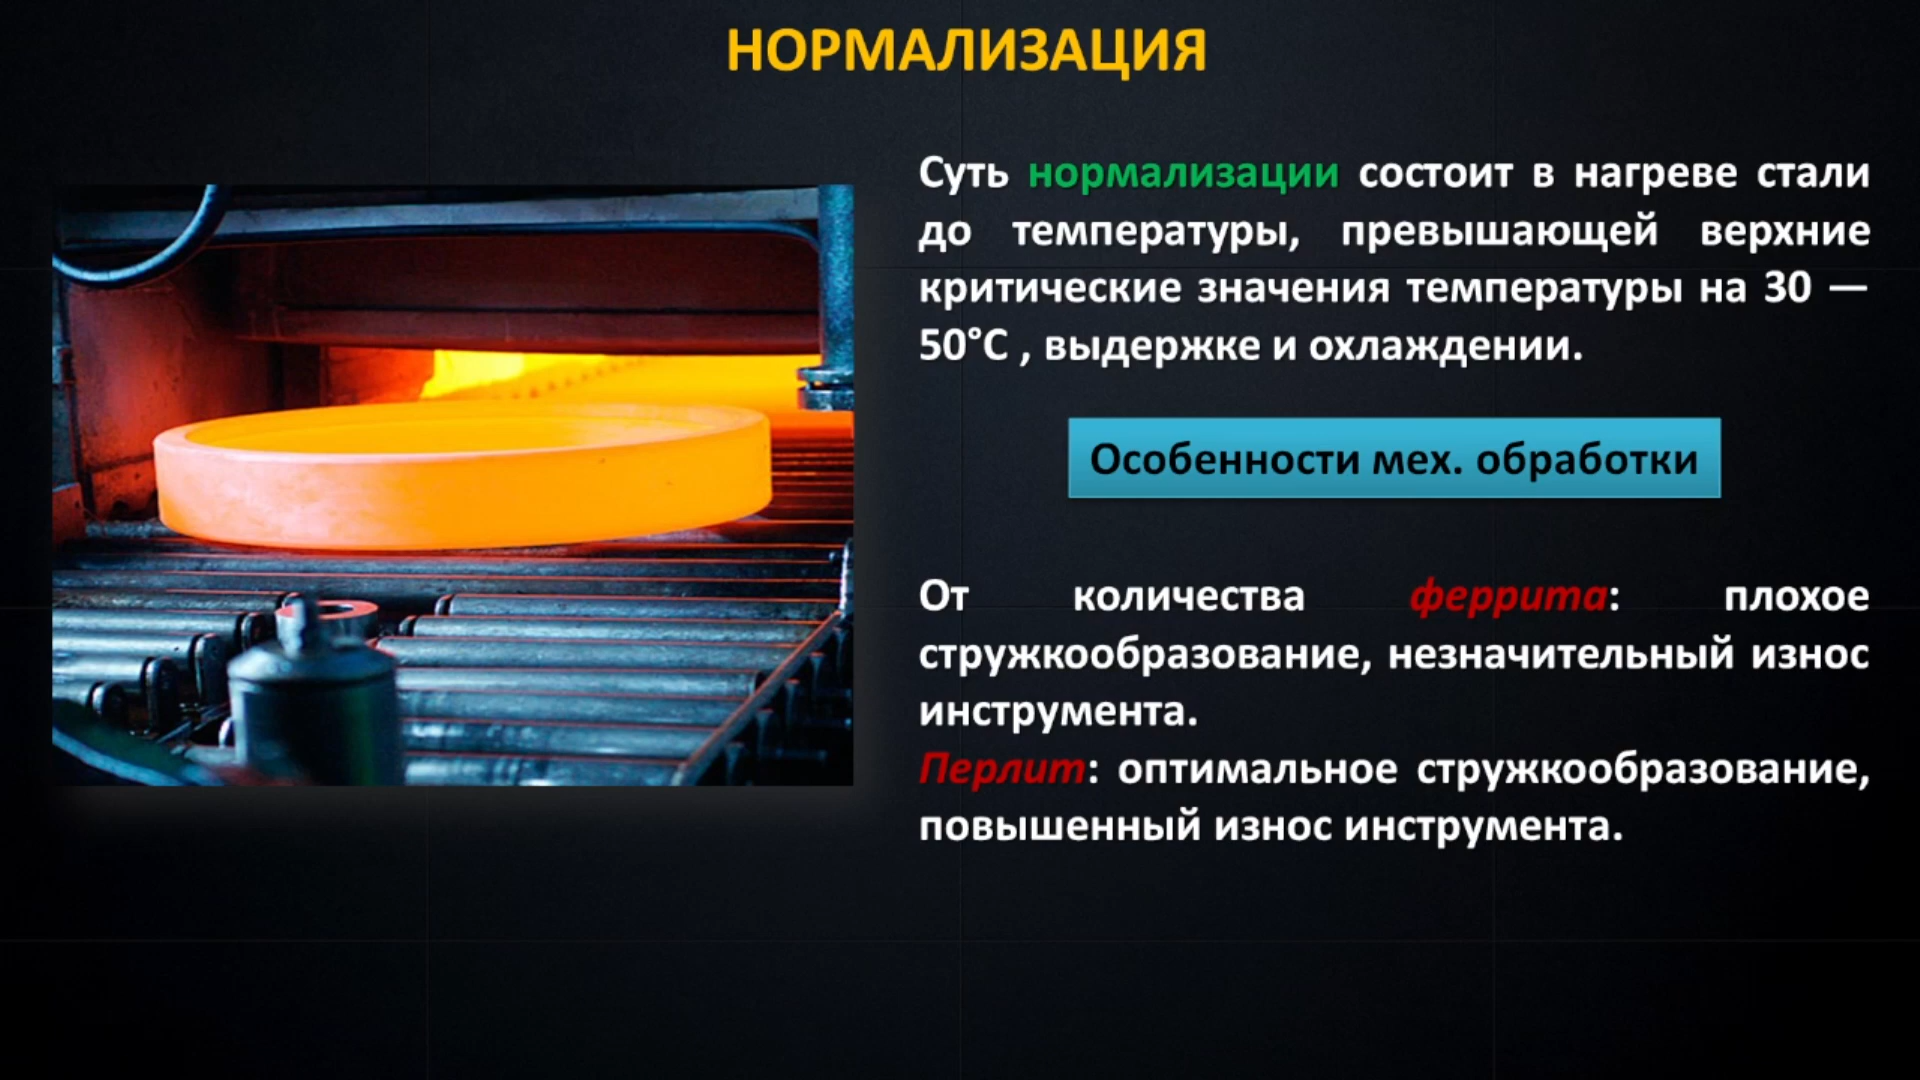 НОРМАЛИЗАЦИЯ
Суть нормализации состоит в нагреве стали
до температуры, превышающей верхние
критические значения температуры на 30 —
50°С , выдержке и охлаждении.
Особенности мех. обработки
От количества феррита: плохое
стружкообразование, незначительный износ
инструмента.
Перлит: оптимальное стружкообразование,
повышенный износ инструмента.